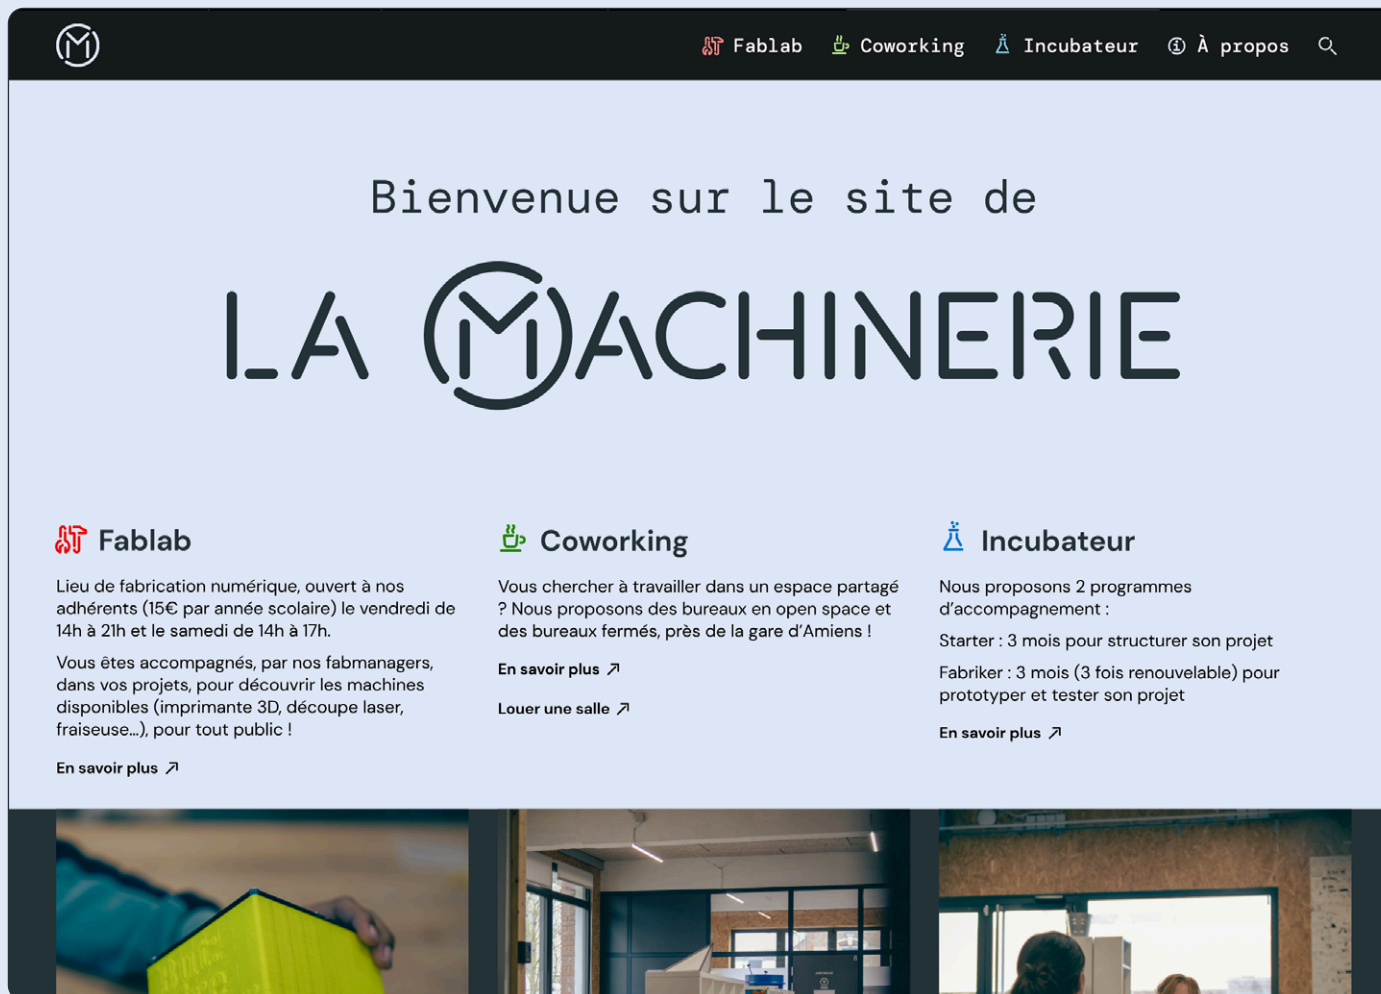 Fablab
Coworking
Incubateur
À propos
Bienvenue sur le site de
LA MACHINERIE
Fablab
Lieu de fabrication numérique, ouvert à nos
adhérents (15€ par année scolaire) le vendredi de
14h à 21h et le samedi de 14h à 17h.
Vous êtes accompagnés, par nos fabmanagers,
dans vos projets, pour découvrir les machines
disponibles (imprimante 3D, découpe laser,
fraiseuse...), pour tout public !
En savoir plus
Coworking
Vous chercher à travailler dans un espace partagé
? Nous proposons des bureaux en open space et
des bureaux fermés, près de la gare d’Amiens !
En savoir plus
Louer une salle
Incubateur
Nous proposons 2 programmes
d’accompagnement :
Starter : 3 mois pour structurer son projet
Fabriker : 3 mois (3 fois renouvelable) pour
prototyper et tester son projet
En savoir plus